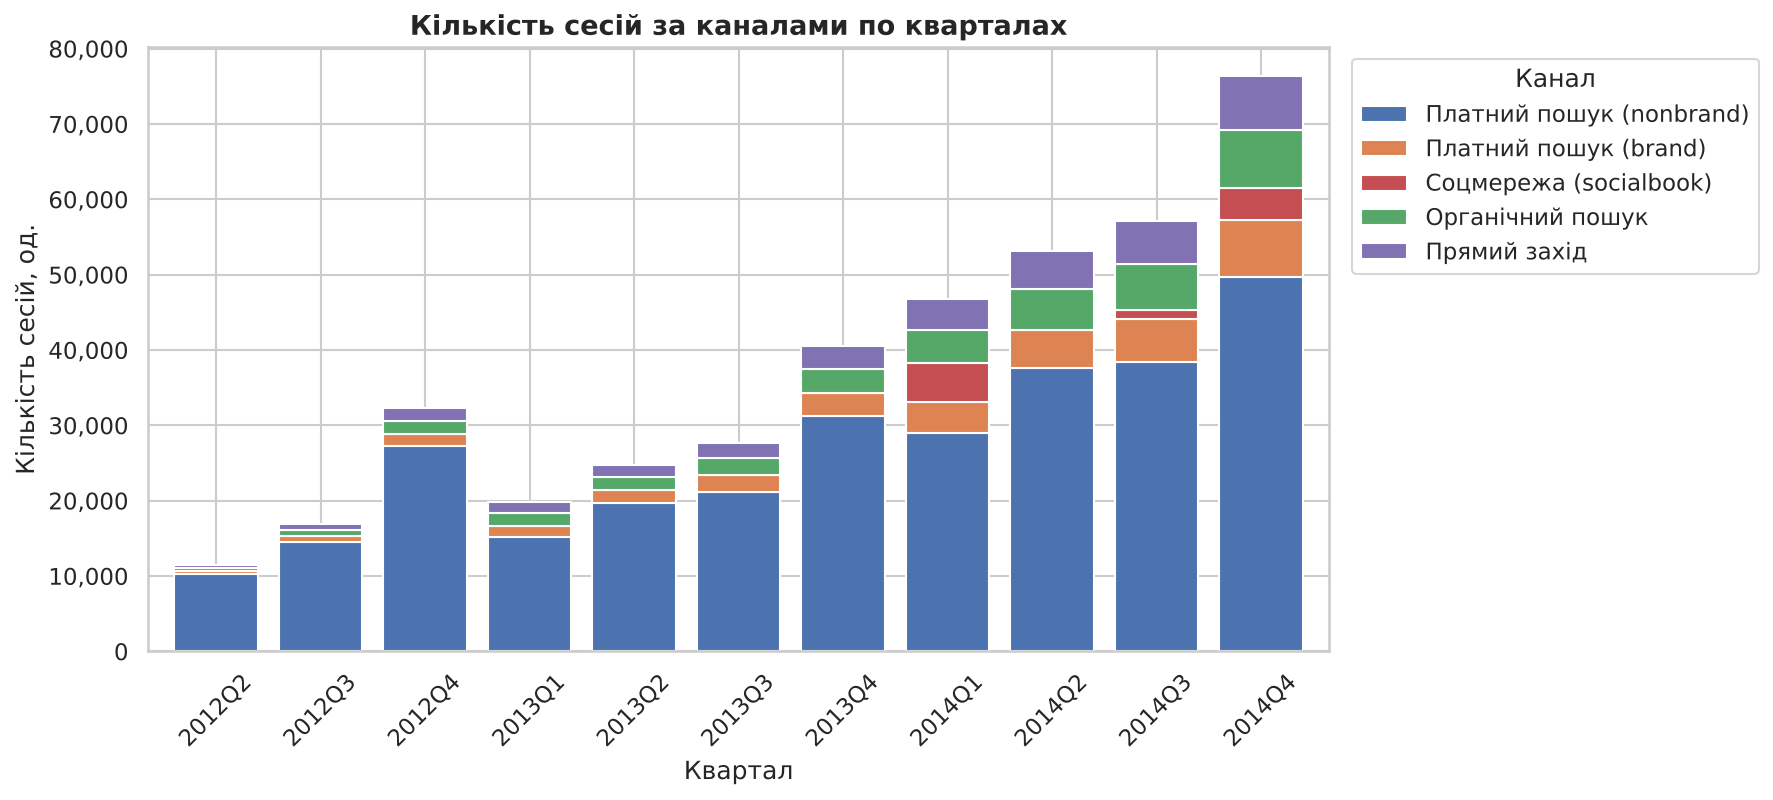 Кількість сесій за каналами по кварталах
Кількість сесій, од.
80,000
70,000
60,000
50,000
40,000
30,000
20,000
10,000
0
2012Q2
2012Q3
2012Q4
2013Q1
2013Q2
2013Q3
2013Q4
2014Q1
2014Q2
2014Q3
2014Q4
Квартал
Канал
Платний пошук (nonbrand)
Платний пошук (brand)
Соцмережа (socialbook)
Органічний пошук
Прямий захід